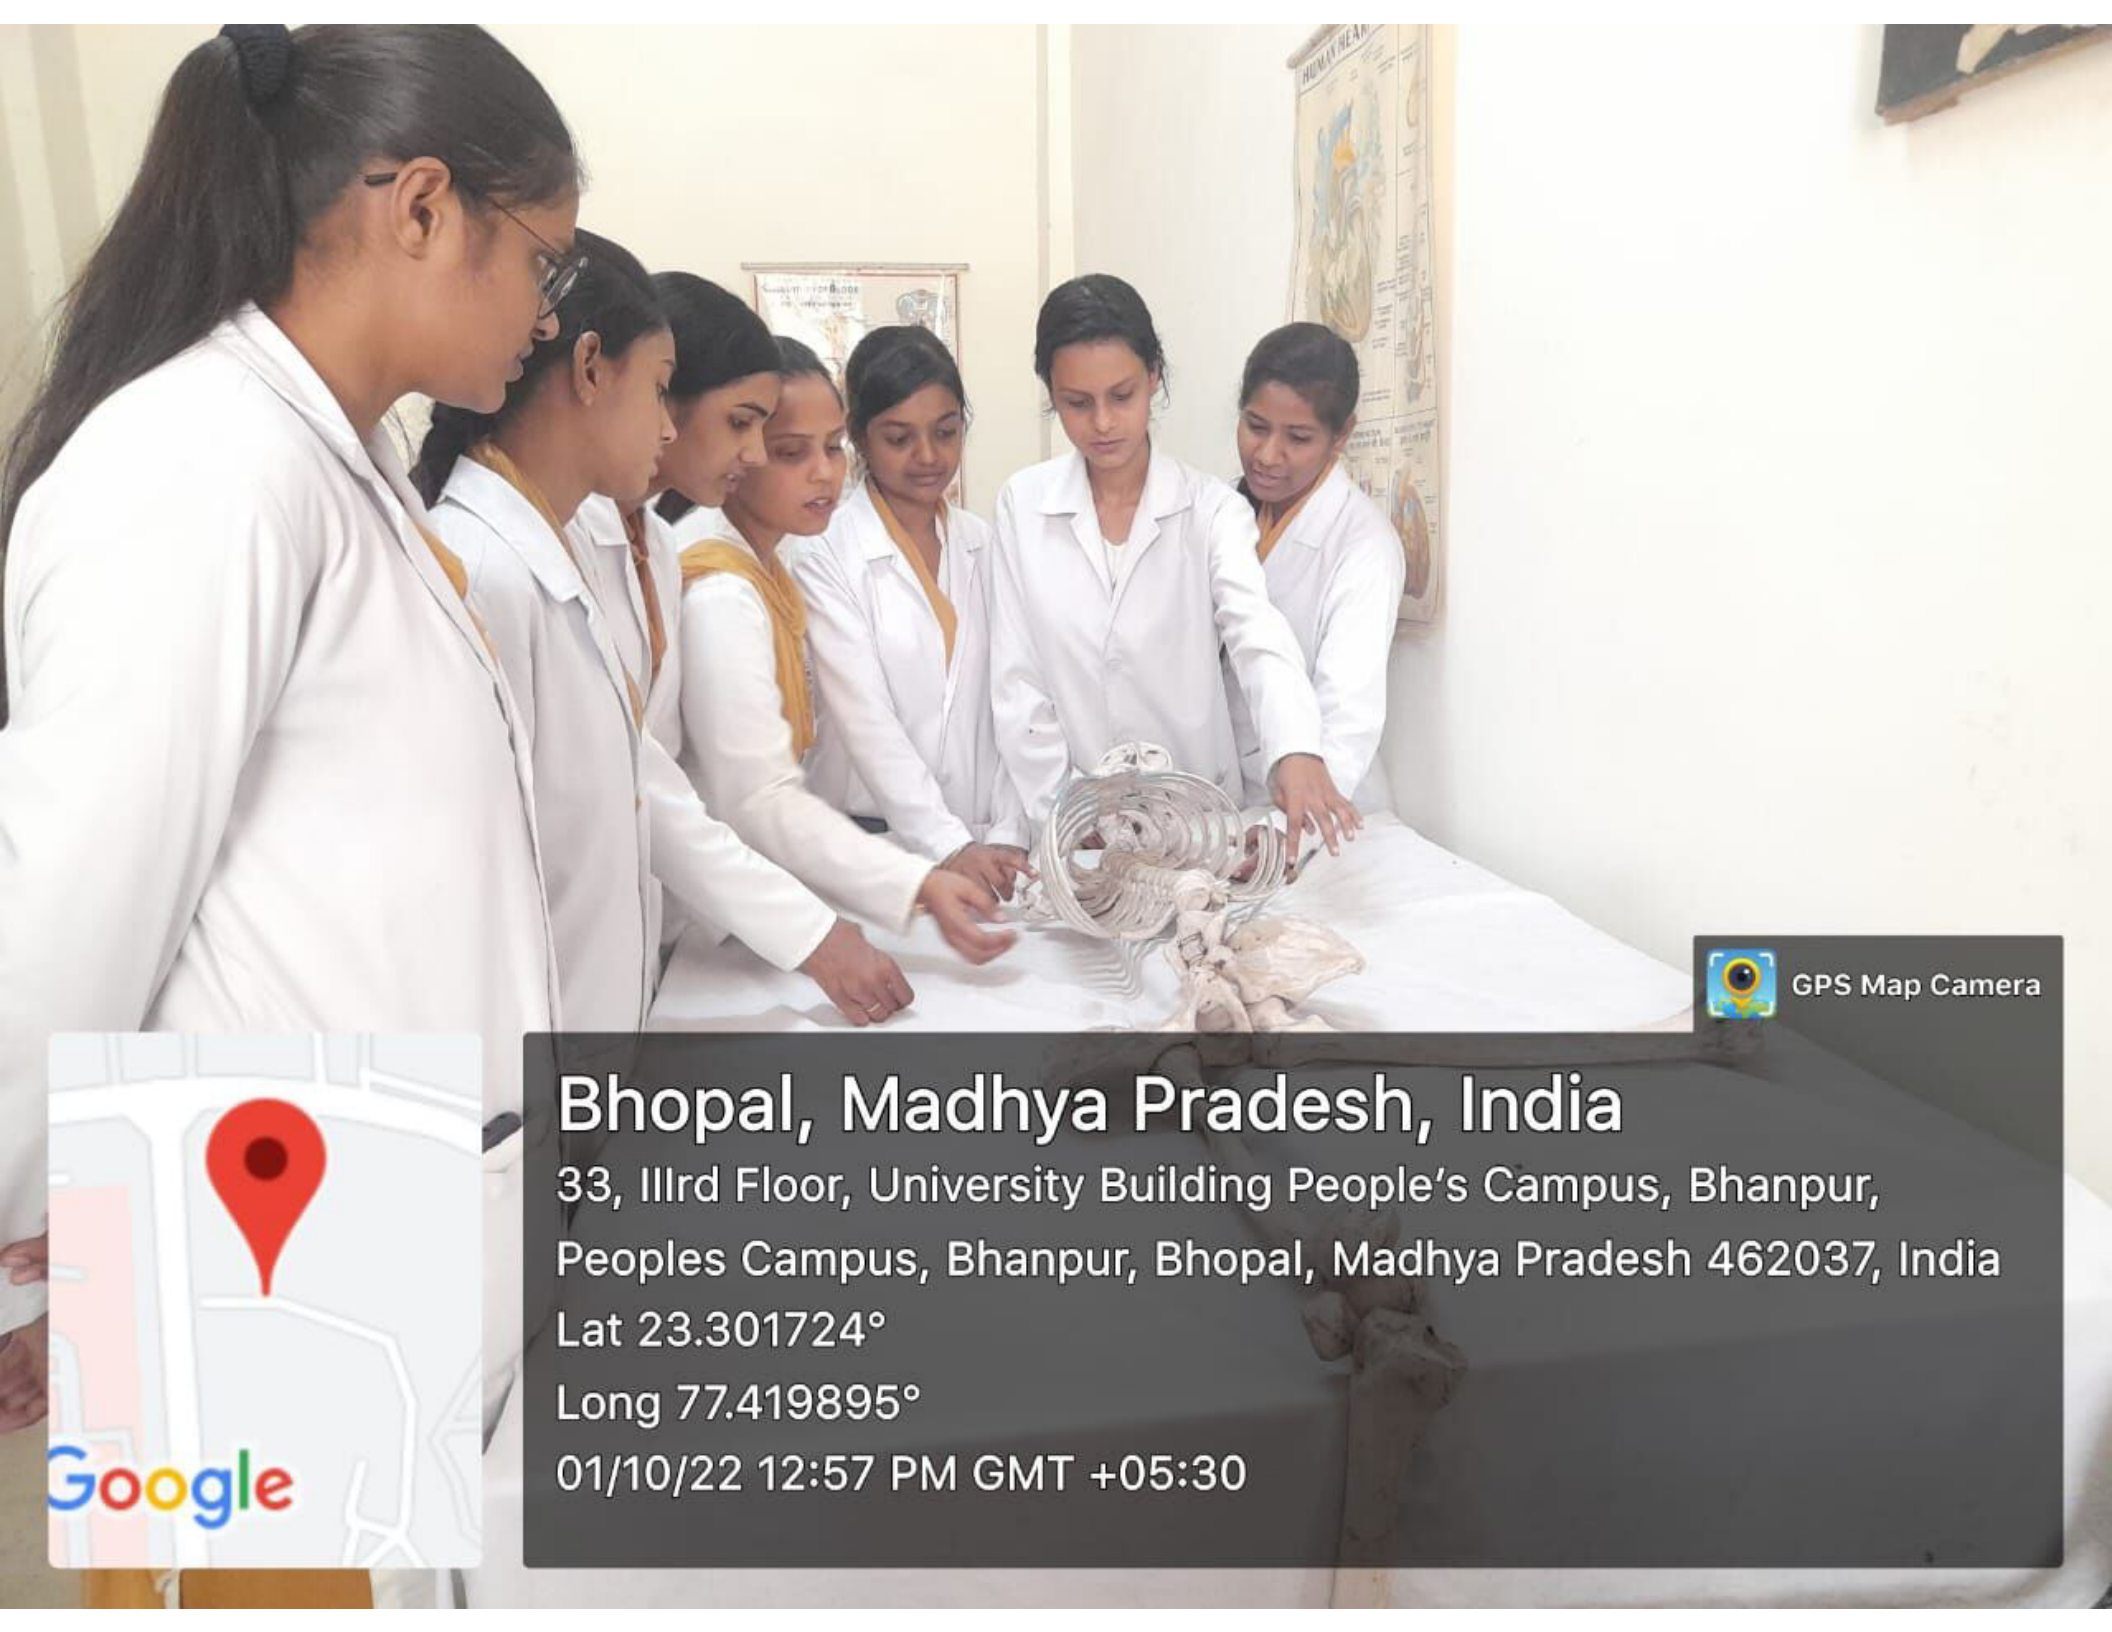 HUMAN HEAR
GPS Map Camera
Bhopal, Madhya Pradesh, India
33, IIIrd Floor, University Building People's Campus, Bhanpur,
Peoples Campus, Bhanpur, Bhopal, Madhya Pradesh 462037, India
Lat 23.301724°
Long 77.419895°
01/10/22 12:57 PM GMT +05:30
Google